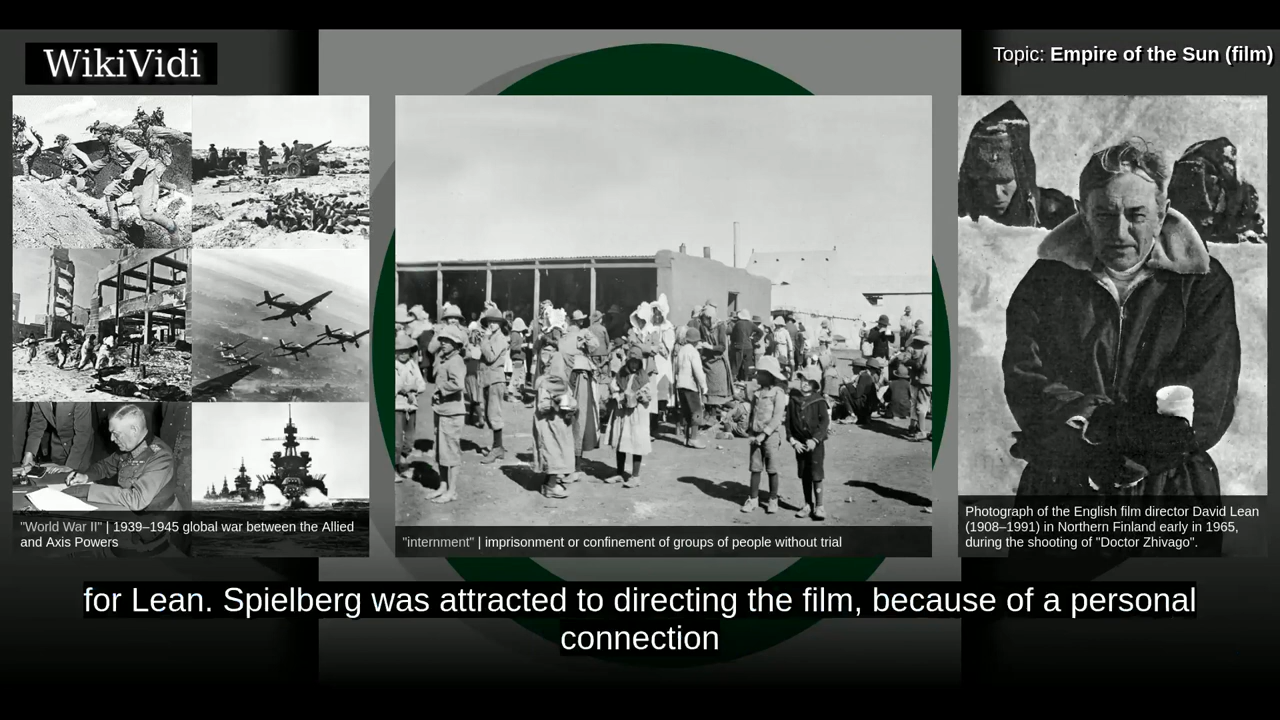 WikiVidi
Topic: Empire of the Sun (film)
"World War II" | 1939–1945 global war between the Allied
and Axis Powers
"internment" | imprisonment or confinement of groups of people without trial
Photograph of the English film director David Lean
(1908–1991) in Northern Finland early in 1965,
during the shooting of "Doctor Zhivago".
for Lean. Spielberg was attracted to directing the film, because of a personal
connection